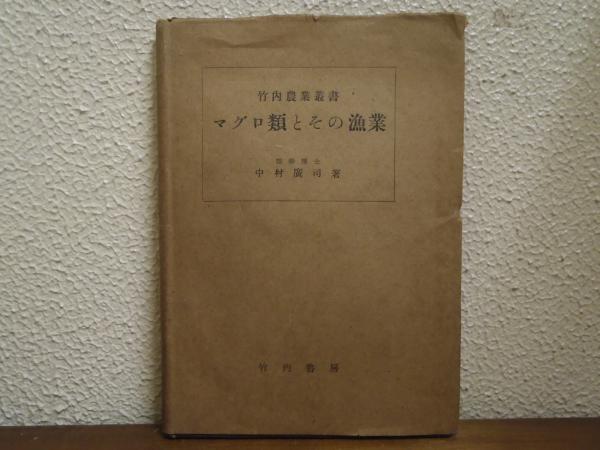 竹内農業叢書
マグロ類とその漁業
中村廣司著
竹内書房